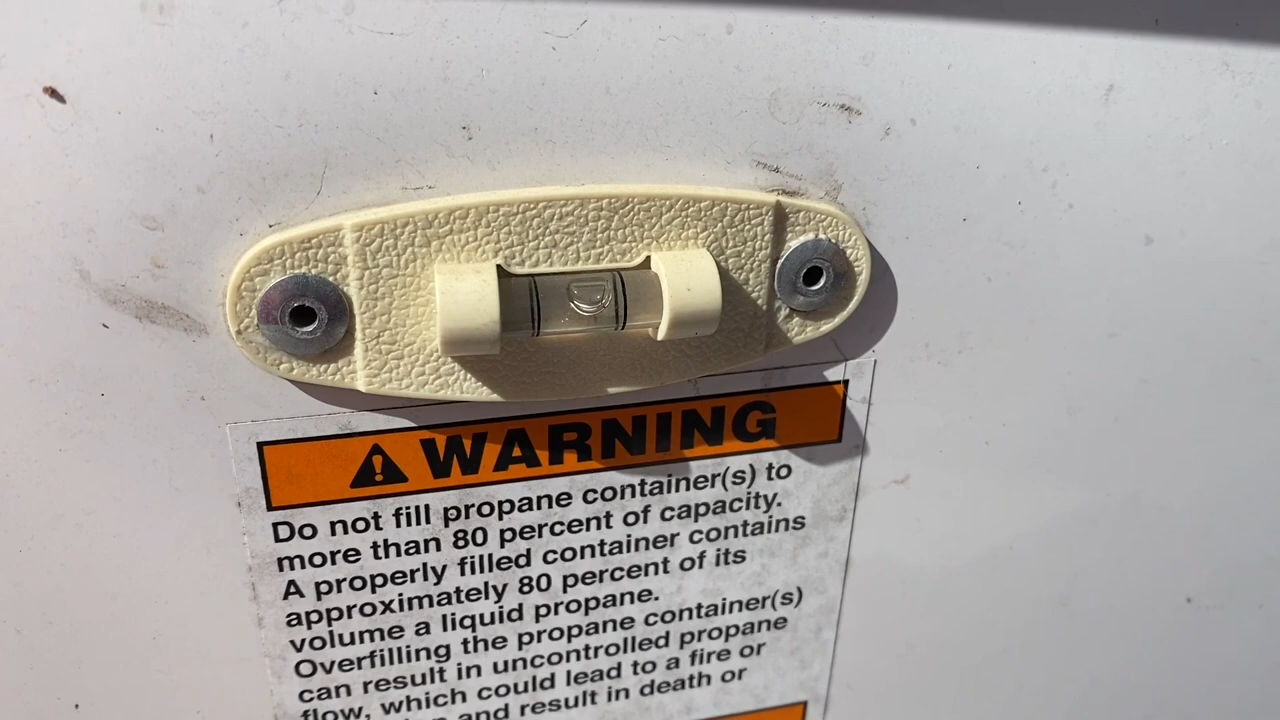 WARNING
Do not fill propane container(s) to
more than 80 percent of capacity.
A properly filled container contains
approximately 80 percent of its
volume a liquid propane.
Overfilling the propane container(s)
can result in uncontrolled propane
flow, which could lead to a fire or
and result in death or